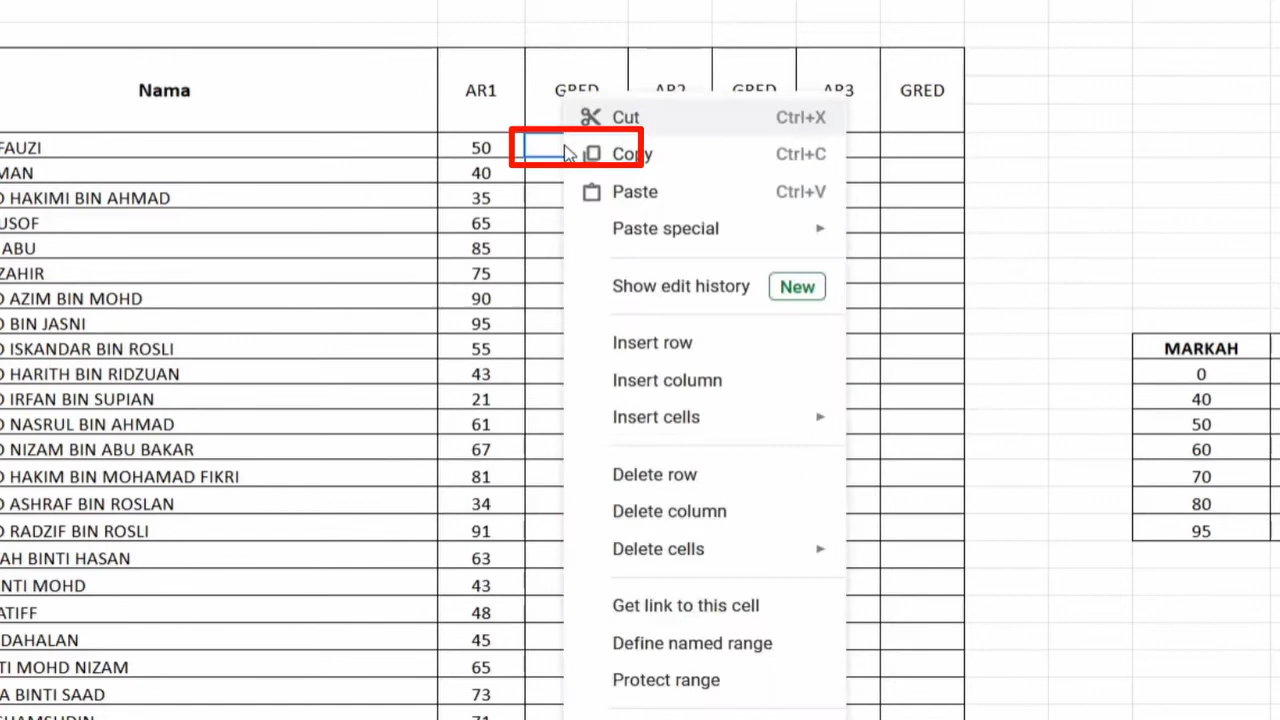 Nama AR1 GRED AR2 GRED AR3 GRED
FAUZI 50
MAN 40
D HAKIMI BIN AHMAD 35
USOF 65
ABU 85
ZAHIR 75
D AZIM BIN MOHD 90
D BIN JASNI 95
D ISKANDAR BIN ROSLI 55
D HARITH BIN RIDZUAN 43
D IRFAN BIN SUPIAN 21
D NASRUL BIN AHMAD 61
D NIZAM BIN ABU BAKAR 67
D HAKIM BIN MOHAMAD FIKRI 81
D ASHRAF BIN ROSLAN 34
D RADZIF BIN ROSLI 91
AH BINTI HASAN 63
NTI MOHD 43
ATIFF 48
DAHALAN 45
TI MOHD NIZAM 65
A BINTI SAAD 73
HAMSUDIN 71
Cut Ctrl+X
Copy Ctrl+C
Paste Ctrl+V
Paste special
Show edit history New
Insert row
Insert column
Insert cells
Delete row
Delete column
Delete cells
Get link to this cell
Define named range
Protect range
MARKAH
0
40
50
60
70
80
95